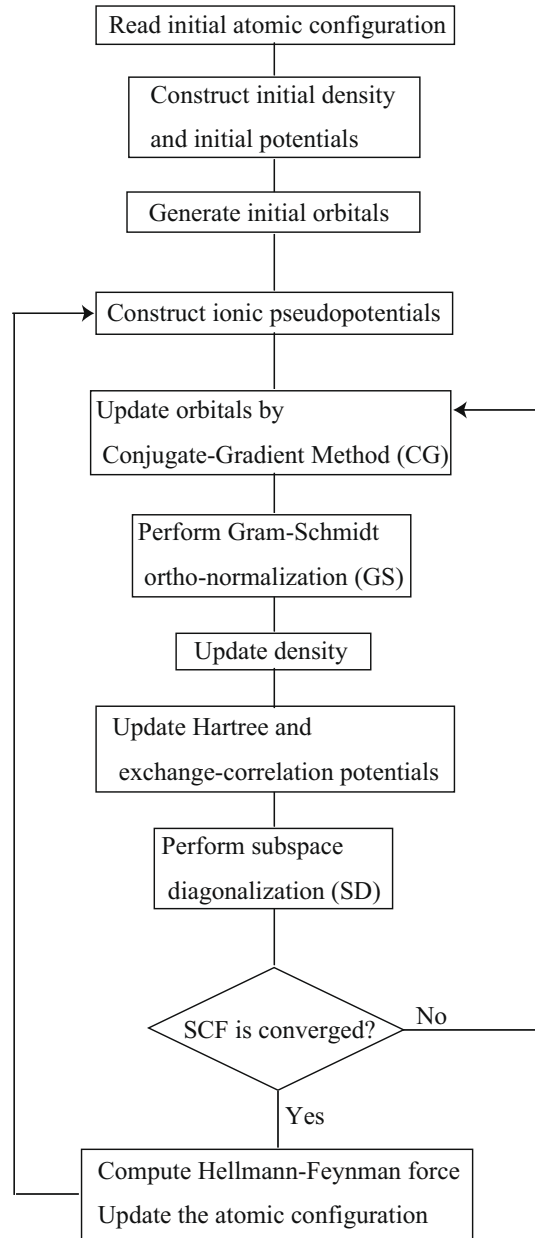 Read initial atomic configuration
Construct initial density
and initial potentials
Generate initial orbitals
Construct ionic pseudopotentials
Update orbitals by
Conjugate-Gradient Method (CG)
Perform Gram-Schmidt
ortho-normalization (GS)
Update density
Update Hartree and
exchange-correlation potentials
Perform subspace
diagonalization (SD)
SCF is converged?
No
Yes
Compute Hellmann-Feynman force
Update the atomic configuration